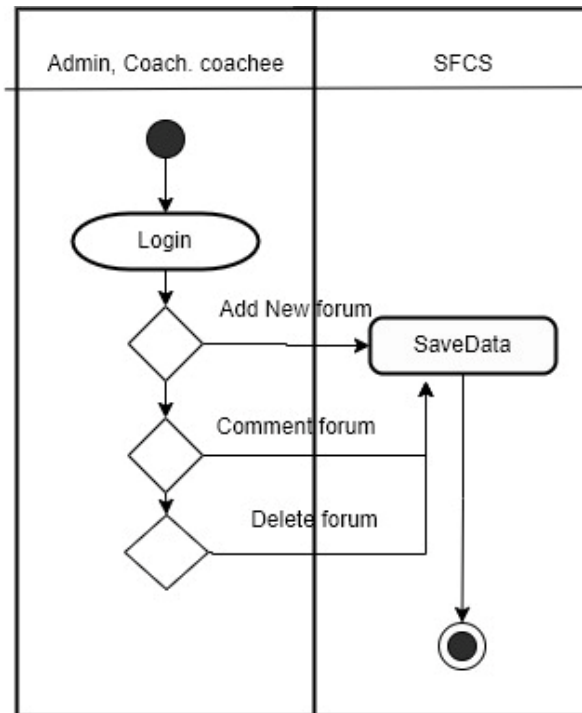 Admin, Coach. coachee
SFCS
Login
Add New forum
SaveData
Comment forum
Delete forum